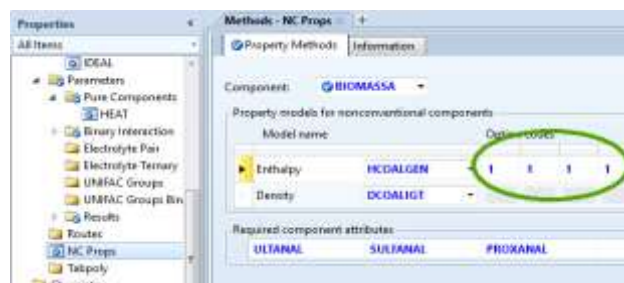 Properties
All Items
IDEAL
Parameters
Pure Components
HEAT
Binary Interaction
Electrolyte Pair
Electrolyte Ternary
UNIFAC Groups
UNIFAC Groups Bin
Results
Routes
NC Props
Tabpoly
Methods - NC Props +
Property Methods Information
Component: BIOMASSA
Property models for nonconventional components
Model name Option codes
Enthalpy HCOALGEN 1 1 1 1
Density DCOALIGT
Required component attributes
ULTANAL SULFANAL PROXANAL